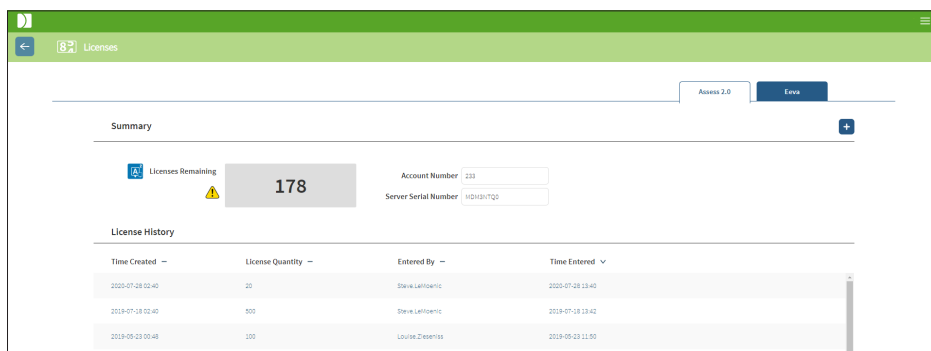 Licenses
Assess 2.0 Eeva
Summary
Licenses Remaining
178
Account Number 233
Server Serial Number MDM3NTQ0
License History
Time Created License Quantity Entered By Time Entered
2020-07-28 02:40 20 Steve.LeMoenic 2020-07-28 13:40
2019-07-18 02:40 500 Steve.LeMoenic 2019-07-18 13:42
2019-05-23 00:48 100 Louise.Zieseniss 2019-05-23 11:50